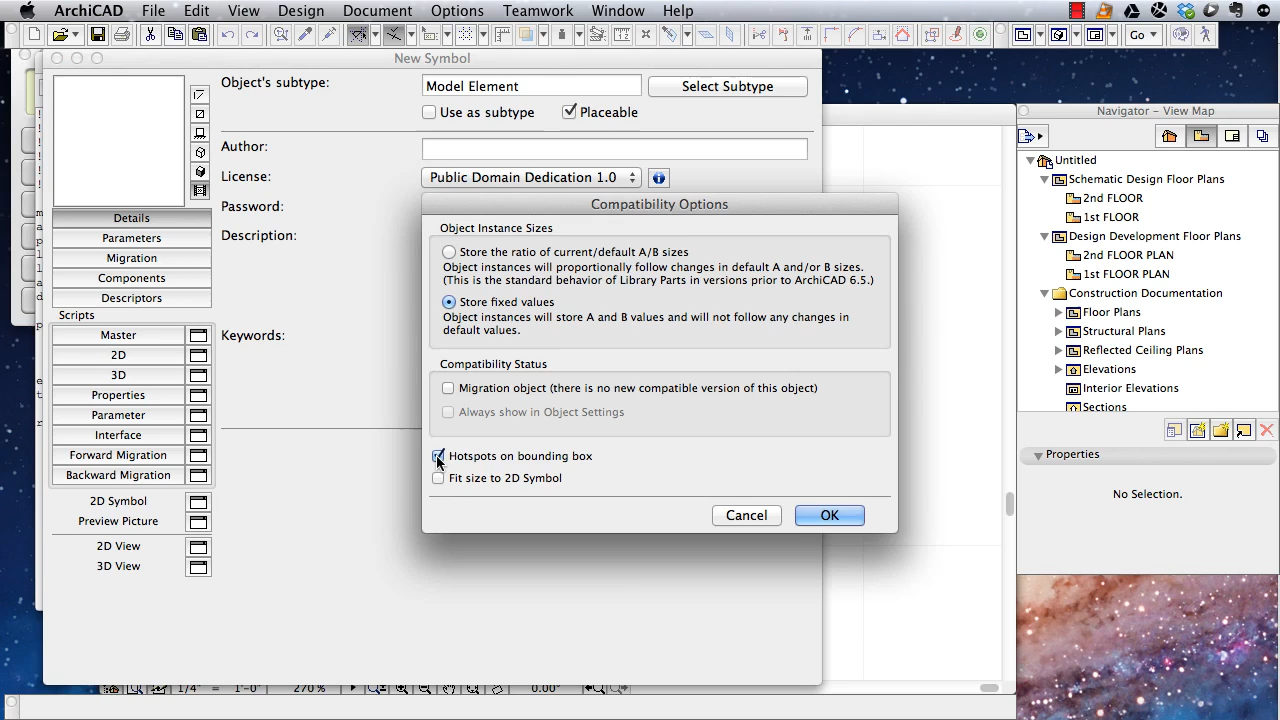 ArchiCAD File Edit View Design Document Options Teamwork Window Help
Go
New Symbol
Object's subtype: Model Element Select Subtype
Use as subtype Placeable
Author:
License: Public Domain Dedication 1.0
Password:
Description:
Keywords:
Details
Parameters
Migration
Components
Descriptors
Scripts
Master
2D
3D
Properties
Parameter
Interface
Forward Migration
Backward Migration
2D Symbol
Preview Picture
2D View
3D View
Compatibility Options
Object Instance Sizes
Store the ratio of current/default A/B sizes
Object instances will proportionally follow changes in default A and/or B sizes.
(This is the standard behavior of Library Parts in versions prior to ArchiCAD 6.5.)
Store fixed values
Object instances will store A and B values and will not follow any changes in
default values.
Compatibility Status
Migration object (there is no new compatible version of this object)
Always show in Object Settings
Hotspots on bounding box
Fit size to 2D Symbol
Cancel OK
Navigator - View Map
Untitled
Schematic Design Floor Plans
2nd FLOOR
1st FLOOR
Design Development Floor Plans
2nd FLOOR PLAN
1st FLOOR PLAN
Construction Documentation
Floor Plans
Structural Plans
Reflected Ceiling Plans
Elevations
Interior Elevations
Sections
Properties
No Selection.
1/4" = 1'-0" 270 % 0.00°